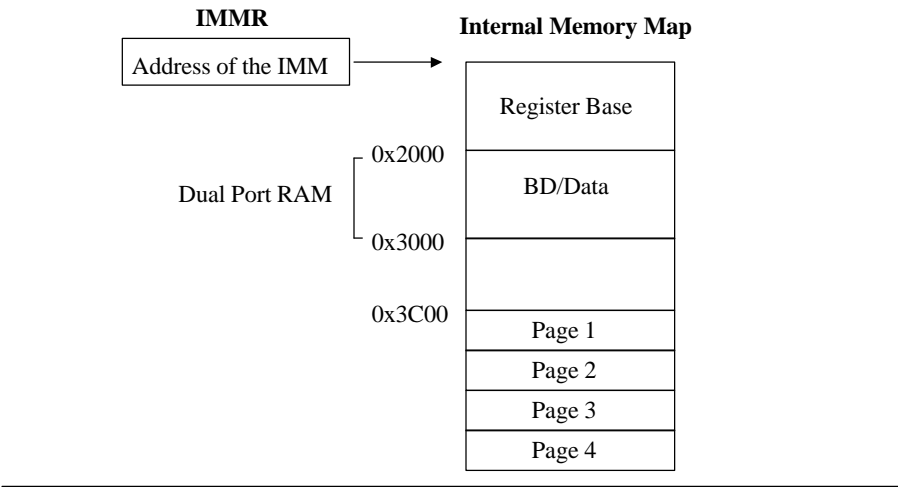 IMMR
Internal Memory Map
Address of the IMM
Register Base
0x2000
Dual Port RAM
BD/Data
0x3000
0x3C00
Page 1
Page 2
Page 3
Page 4